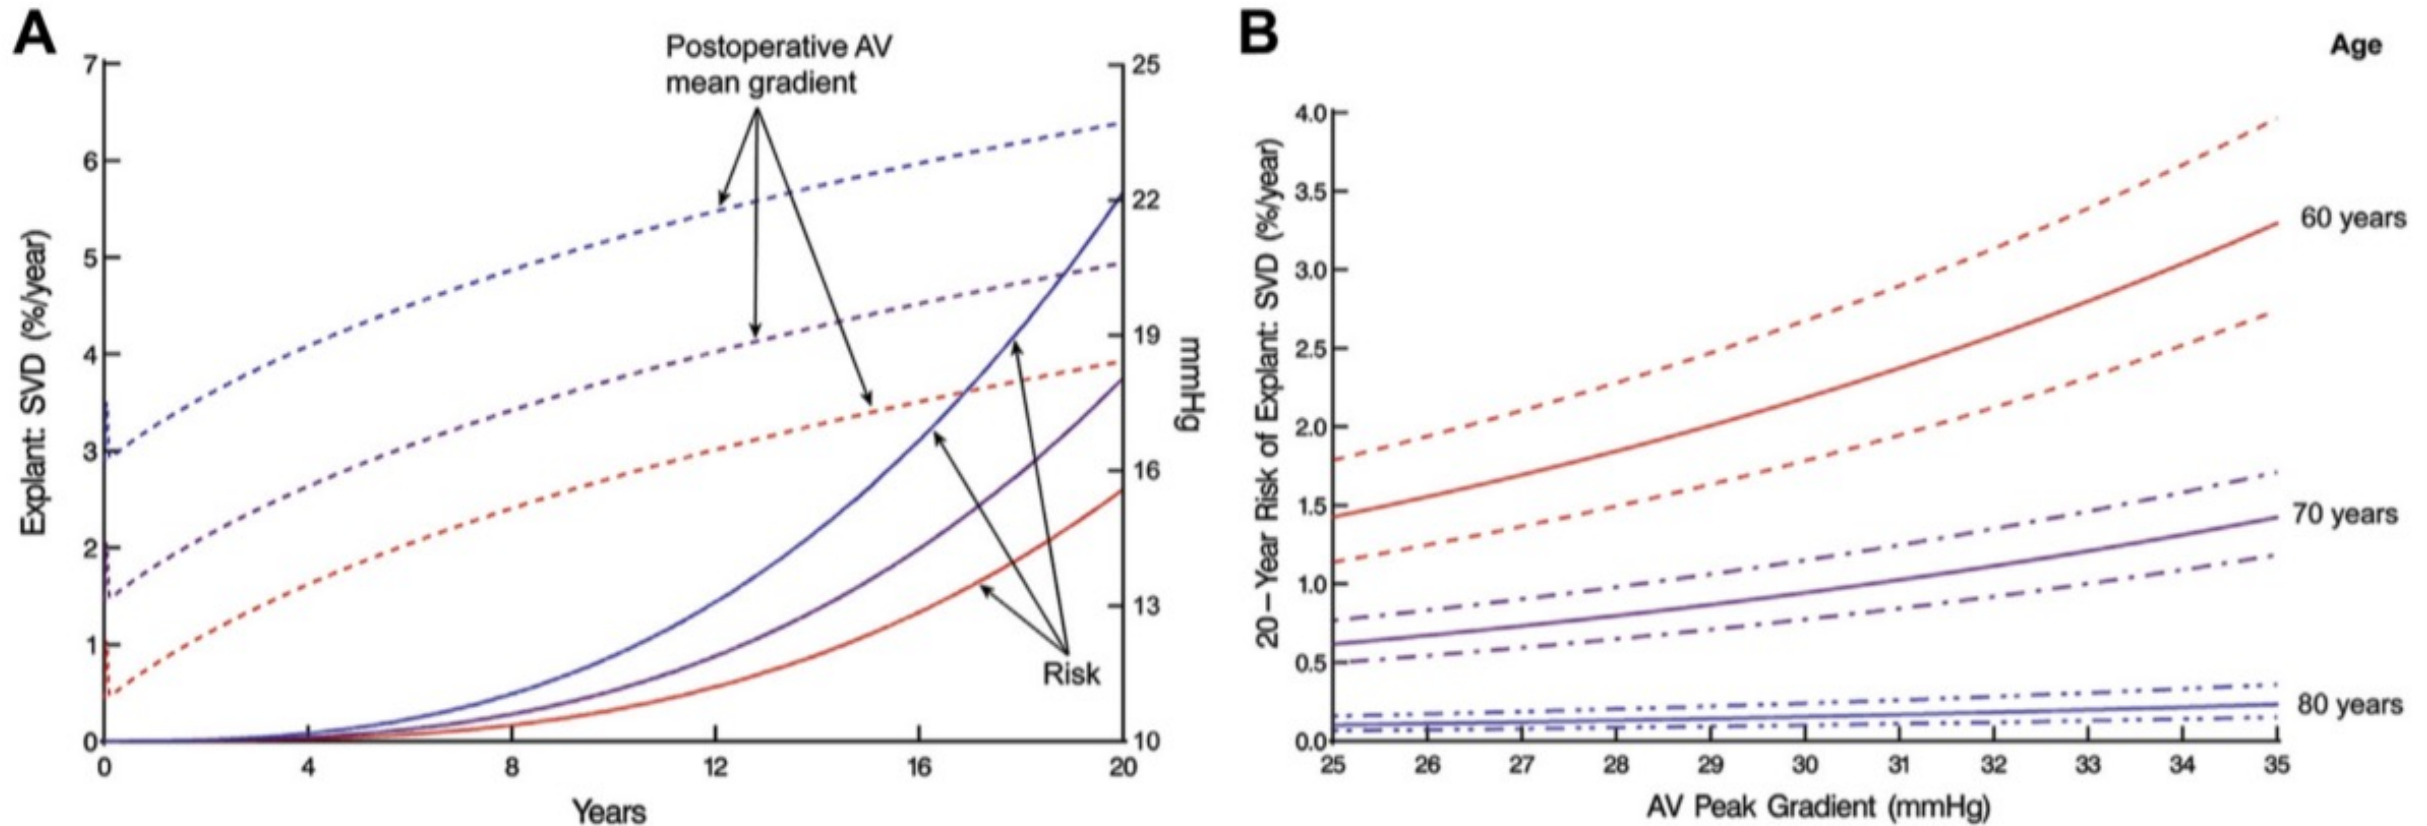 A
Postoperative AV
mean gradient
Explant: SVD (%/year)
7
6
5
4
3
2
1
0
0
4
8
12
16
20
Years
25
22
19
16
13
10
mmHg
Risk
B
Age
20–Year Risk of Explant: SVD (%/year)
4.0
3.5
3.0
2.5
2.0
1.5
1.0
0.5
0.0
25
26
27
28
29
30
31
32
33
34
35
AV Peak Gradient (mmHg)
60 years
70 years
80 years